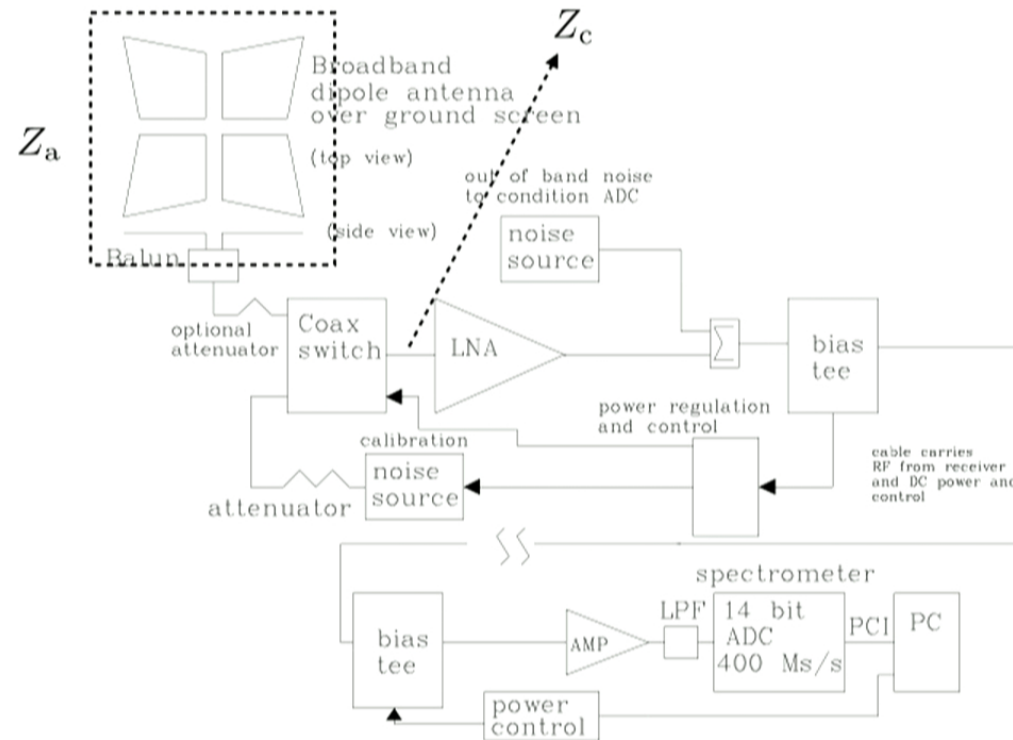 Z_c
Z_a
Broadband
dipole antenna
over ground screen
(top view)
(side view)
Balun
out of band noise
to condition ADC
noise
source
optional
attenuator
Coax
switch
LNA
Σ
bias
tee
power regulation
and control
calibration
noise
source
attenuator
cable carries
RF from receiver
and DC power and
control
spectrometer
bias
tee
AMP
LPF
14 bit
ADC
400 Ms/s
PCI
PC
power
control